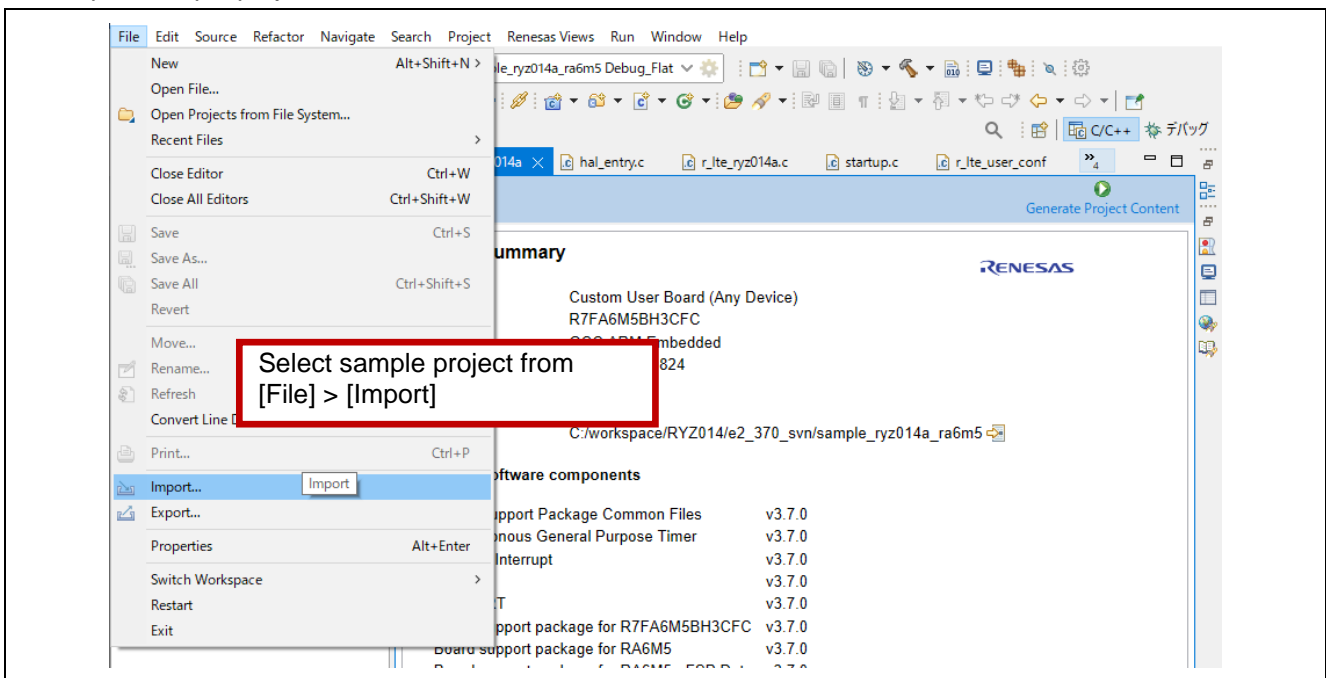 File Edit Source Refactor Navigate Search Project Renesas Views Run Window Help
New Alt+Shift+N >
le_ryz014a_ra6m5 Debug_Flat
Open File...
Open Projects from File System...
Recent Files >
C/C++ デバッグ
014a hal_entry.c r_lte_ryz014a.c startup.c r_lte_user_conf »4
Close Editor Ctrl+W
Close All Editors Ctrl+Shift+W
Generate Project Content
Save Ctrl+S
Save As...
Save All Ctrl+Shift+S
Revert
Move...
Rename...
Refresh
Convert Line D
Print... Ctrl+P
Import...
Import
Export...
Properties Alt+Enter
Switch Workspace >
Restart
Exit
Select sample project from
[File] > [Import]
ummary
RENESAS
Custom User Board (Any Device)
R7FA6M5BH3CFC
mbedded
824
C:/workspace/RYZ014/e2_370_svn/sample_ryz014a_ra6m5
oftware components
upport Package Common Files v3.7.0
onous General Purpose Timer v3.7.0
Interrupt v3.7.0
v3.7.0
RT v3.7.0
pport package for R7FA6M5BH3CFC v3.7.0
Board support package for RA6M5 v3.7.0